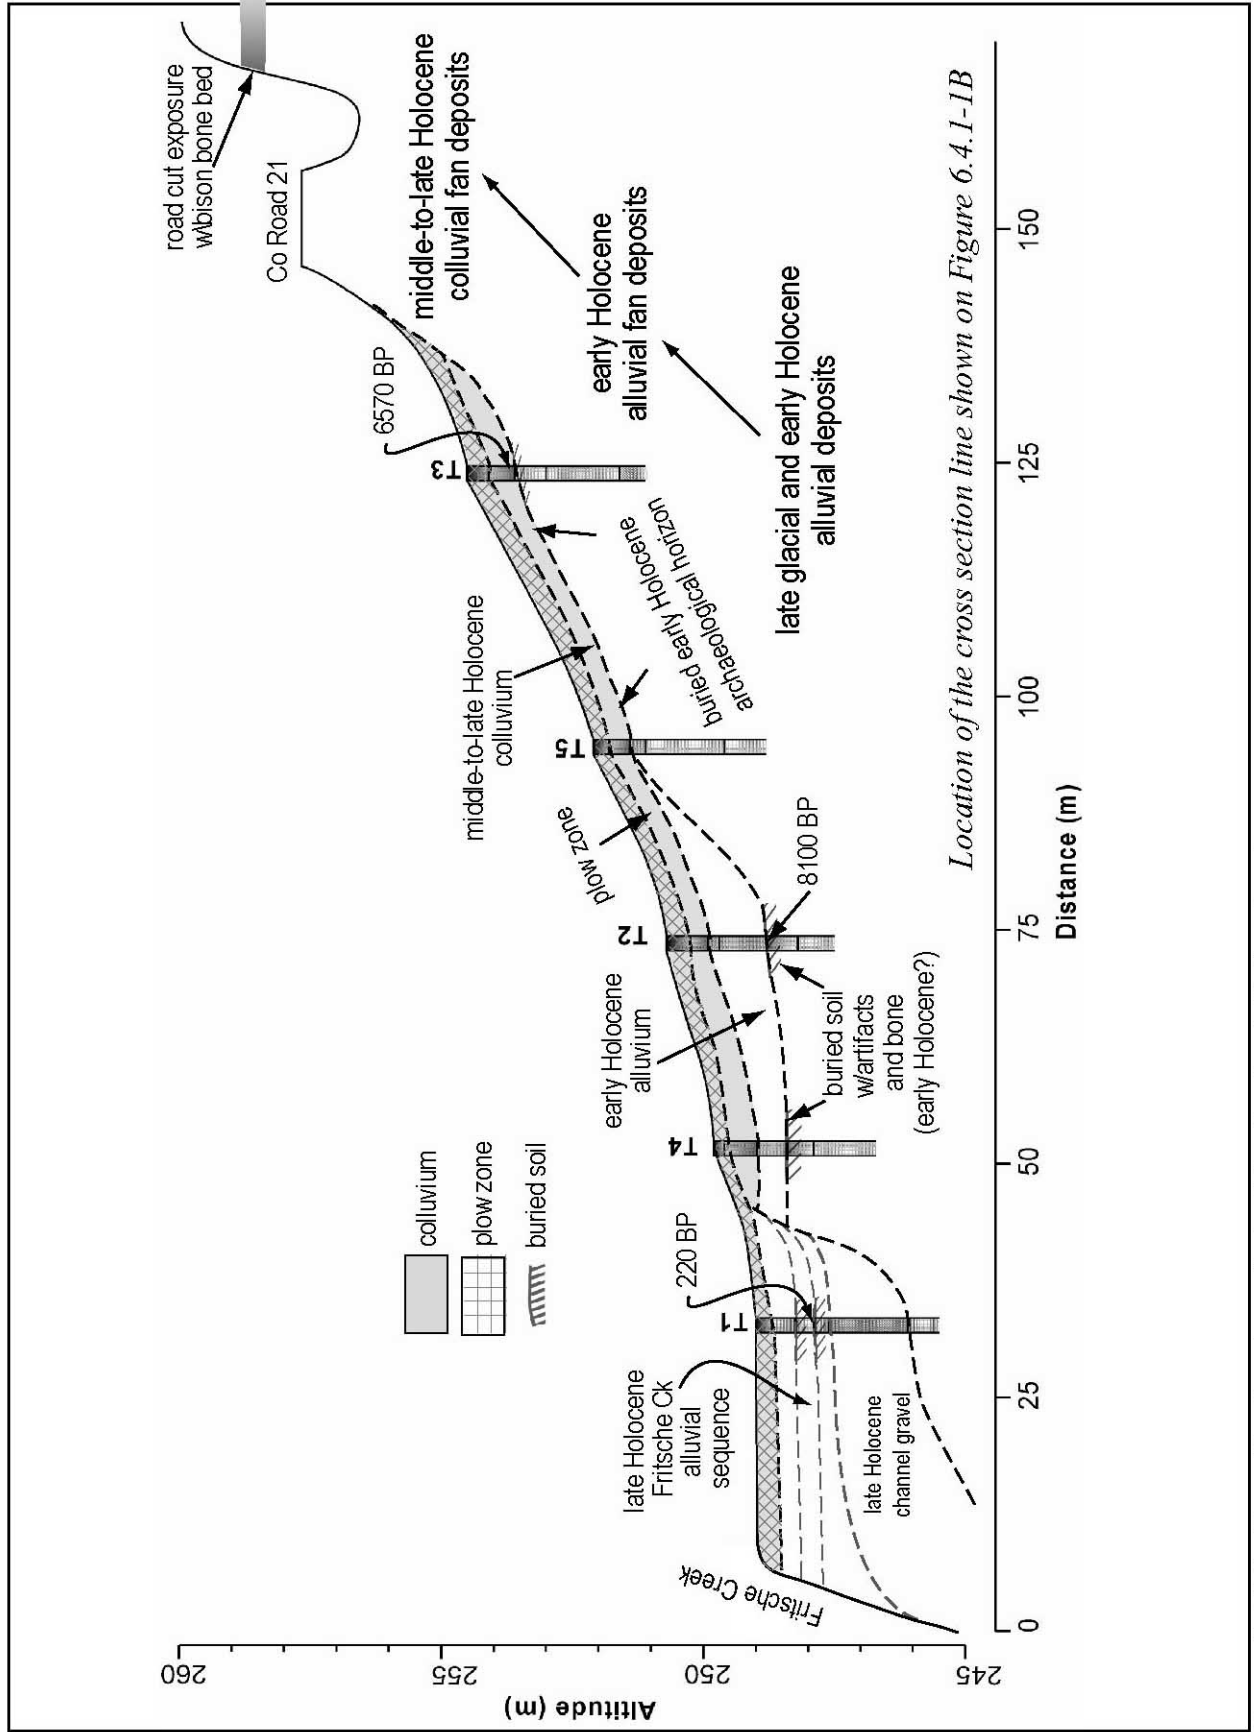 road cut exposure
w\bison bone bed
Co Road 21
middle-to-late Holocene
colluvial fan deposits
early Holocene
alluvial fan deposits
late glacial and early Holocene
alluvial deposits
6570 BP
T3
buried early Holocene
archaeological horizon
middle-to-late Holocene
colluvium
T5
plow zone
8100 BP
T2
early Holocene
alluvium
buried soil
w/artifacts
and bone
(early Holocene?)
T4
colluvium
plow zone
buried soil
220 BP
T1
late Holocene
Fritsche Ck
alluvial
sequence
late Holocene
channel gravel
Fritsche Creek
Location of the cross section line shown on Figure 6.4.1-1B
260
255
250
245
Altitude (m)
0
25
50
75
100
125
150
Distance (m)